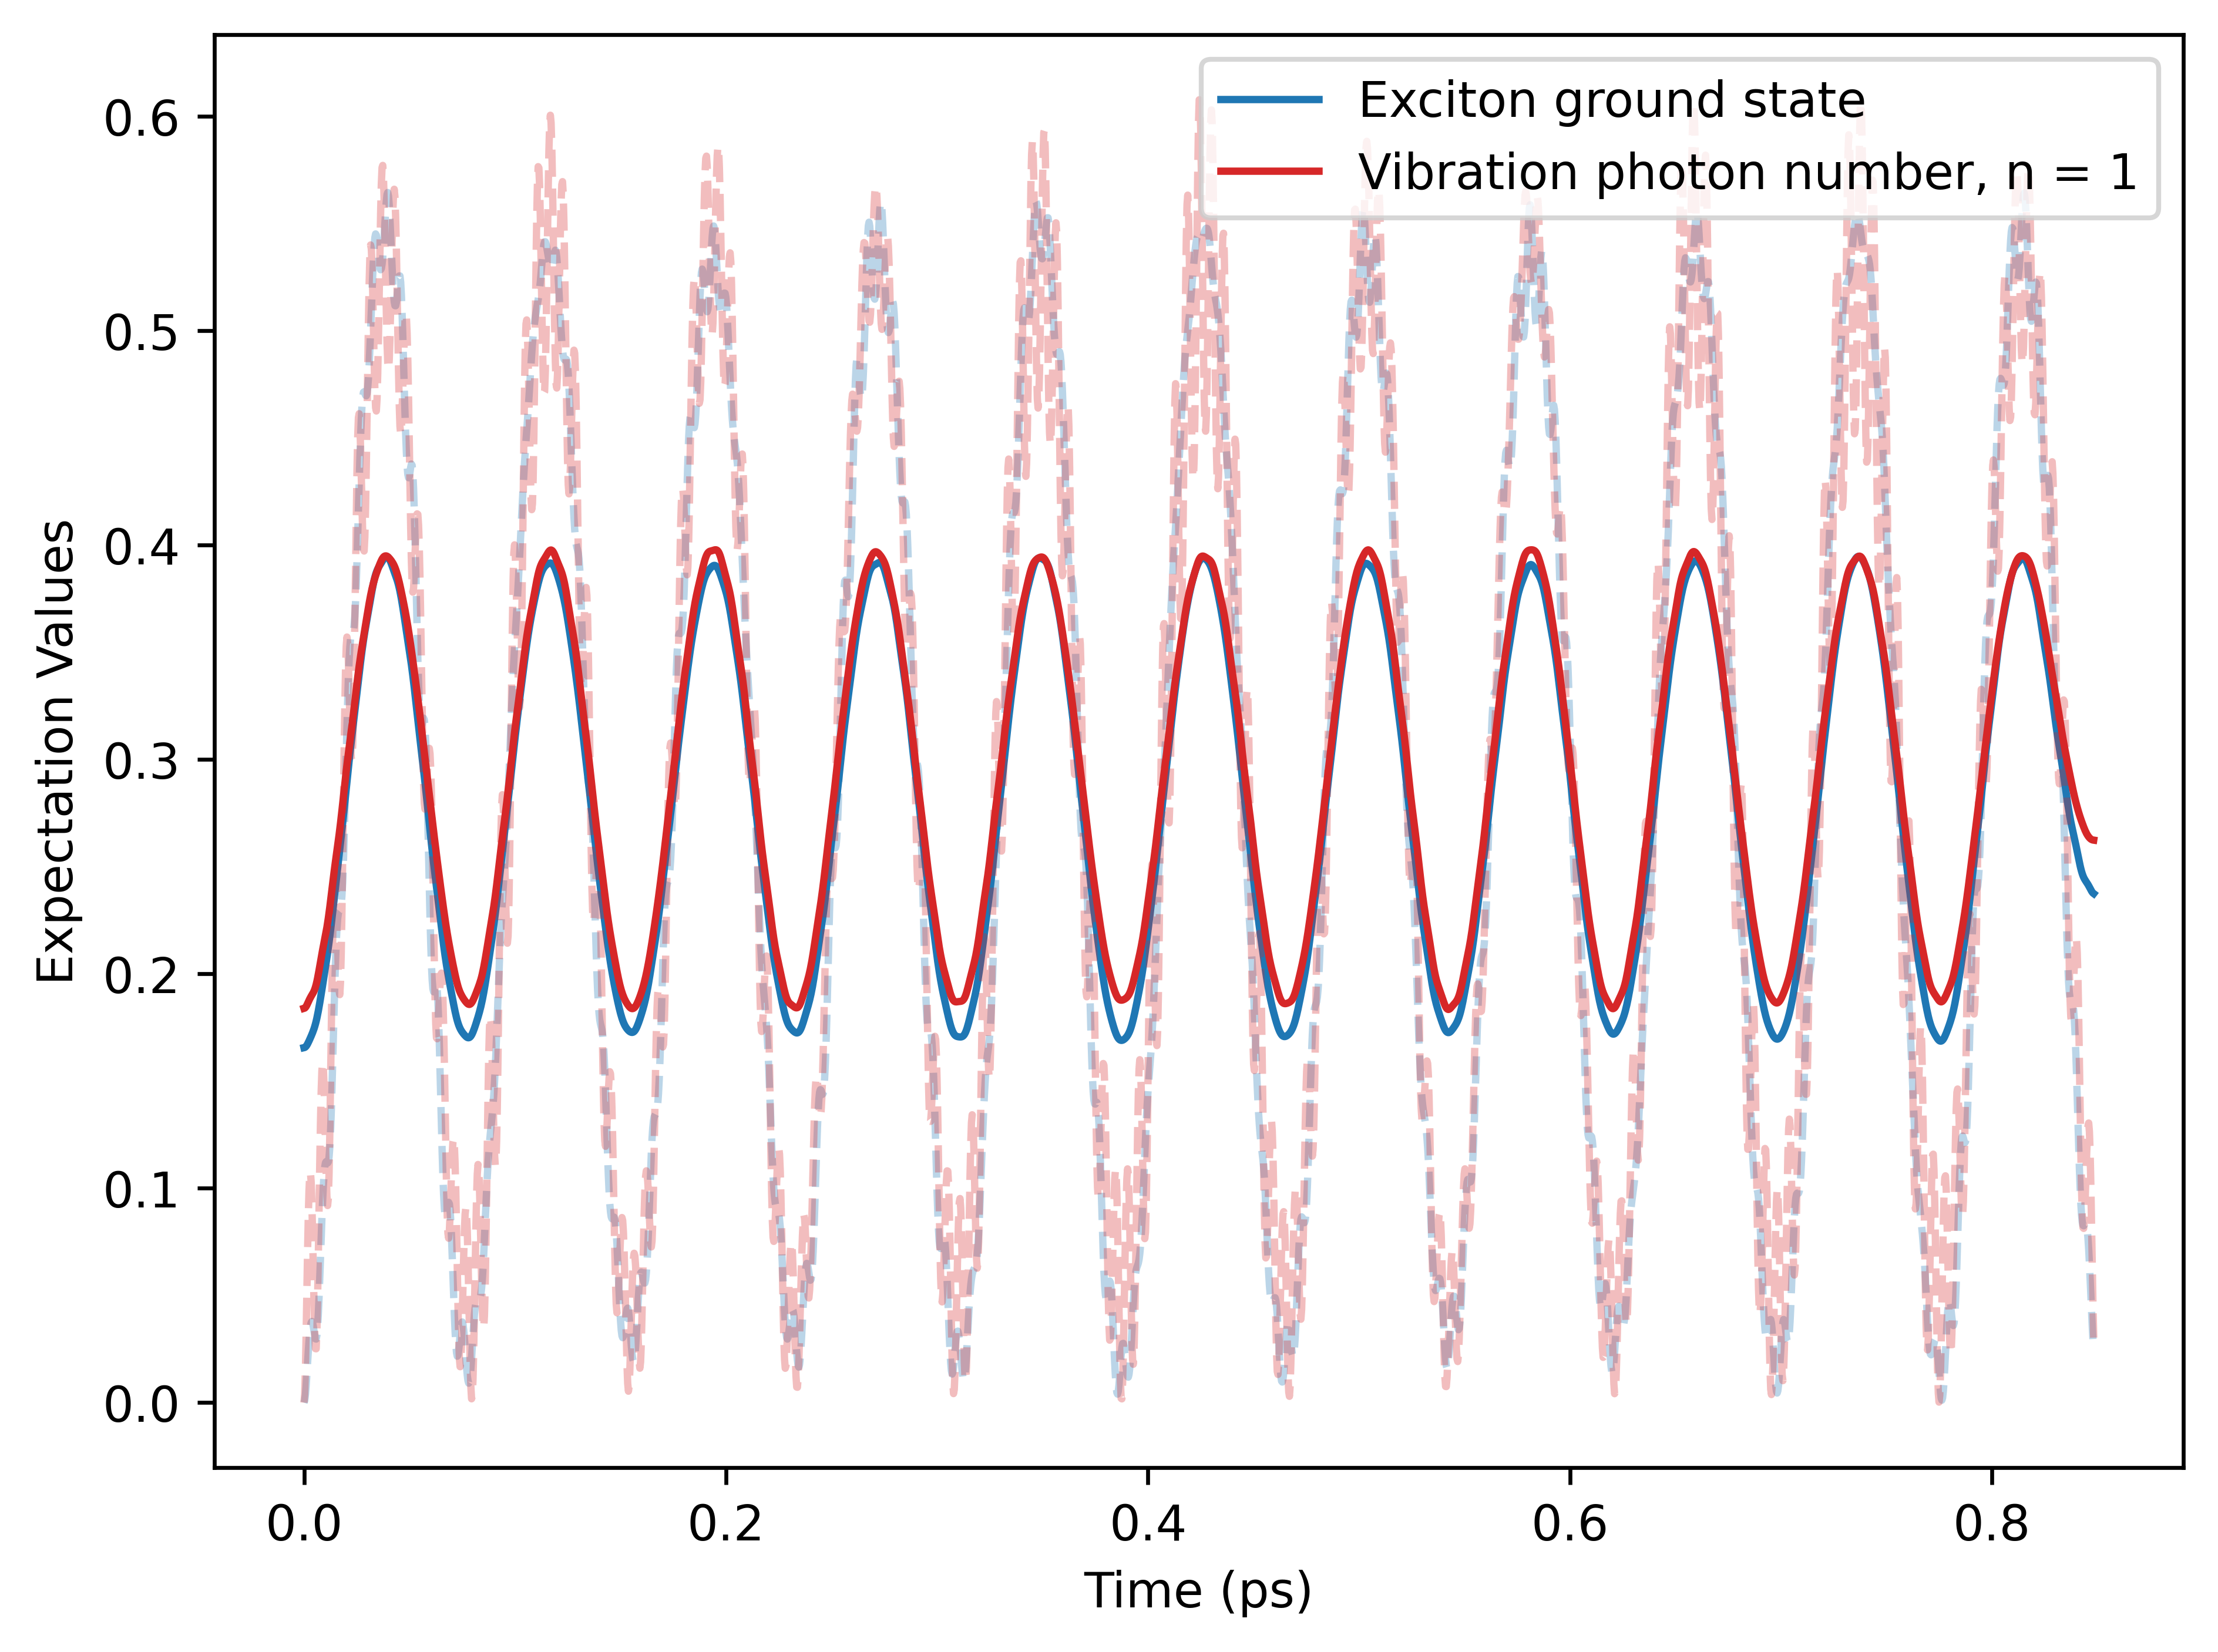 Exciton ground state
Vibration photon number, n = 1
0.6
0.5
0.4
0.3
0.2
0.1
0.0
Expectation Values
0.0 0.2 0.4 0.6 0.8
Time (ps)